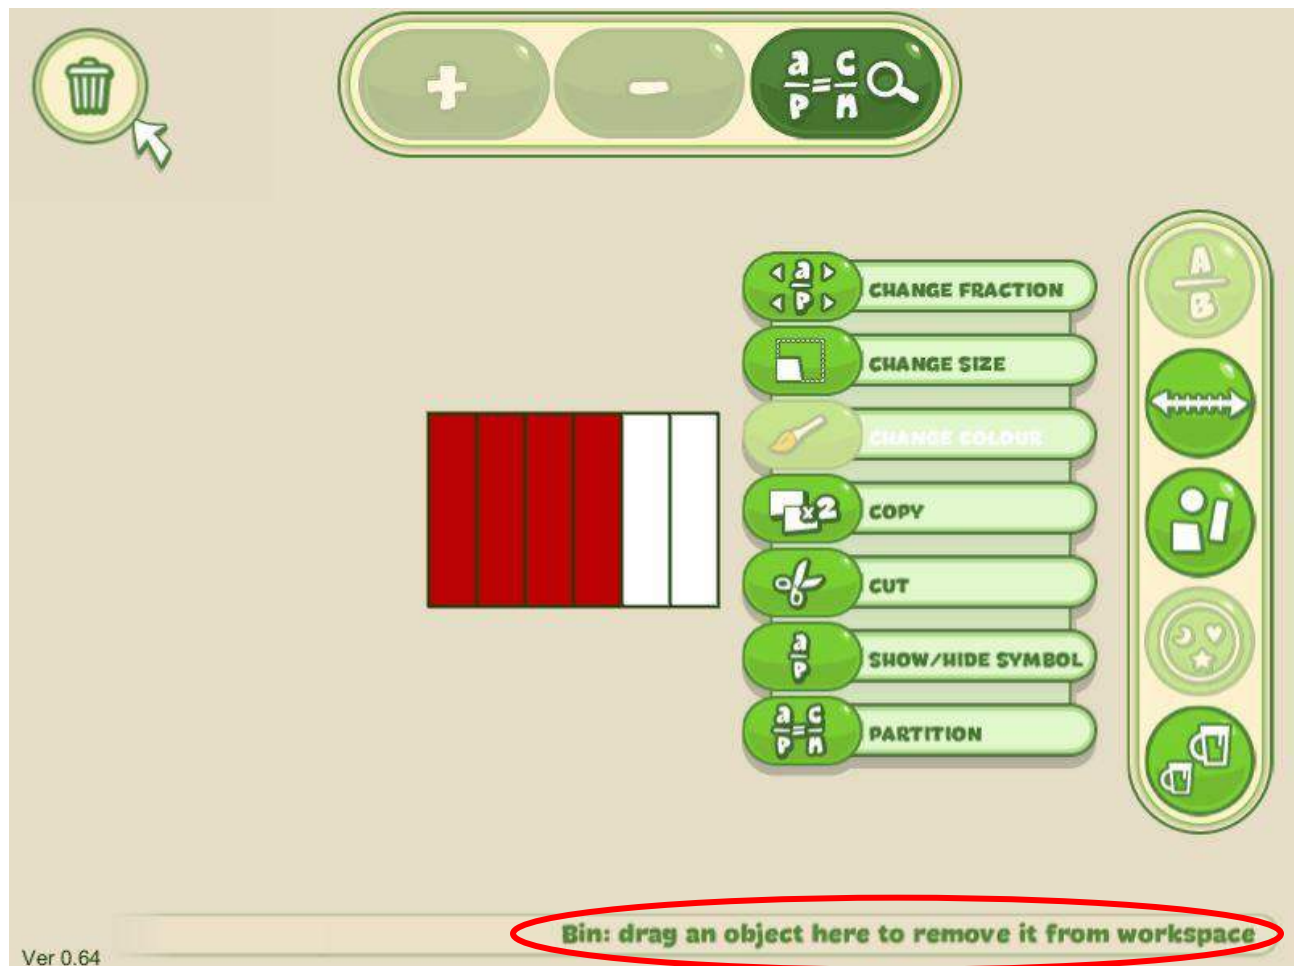 + - a/p = c/n
a/p CHANGE FRACTION
A/B
CHANGE SIZE
CHANGE COLOUR
x2 COPY
CUT
a/p SHOW/HIDE SYMBOL
a/p = c/n PARTITION
Bin: drag an object here to remove it from workspace
Ver 0.64